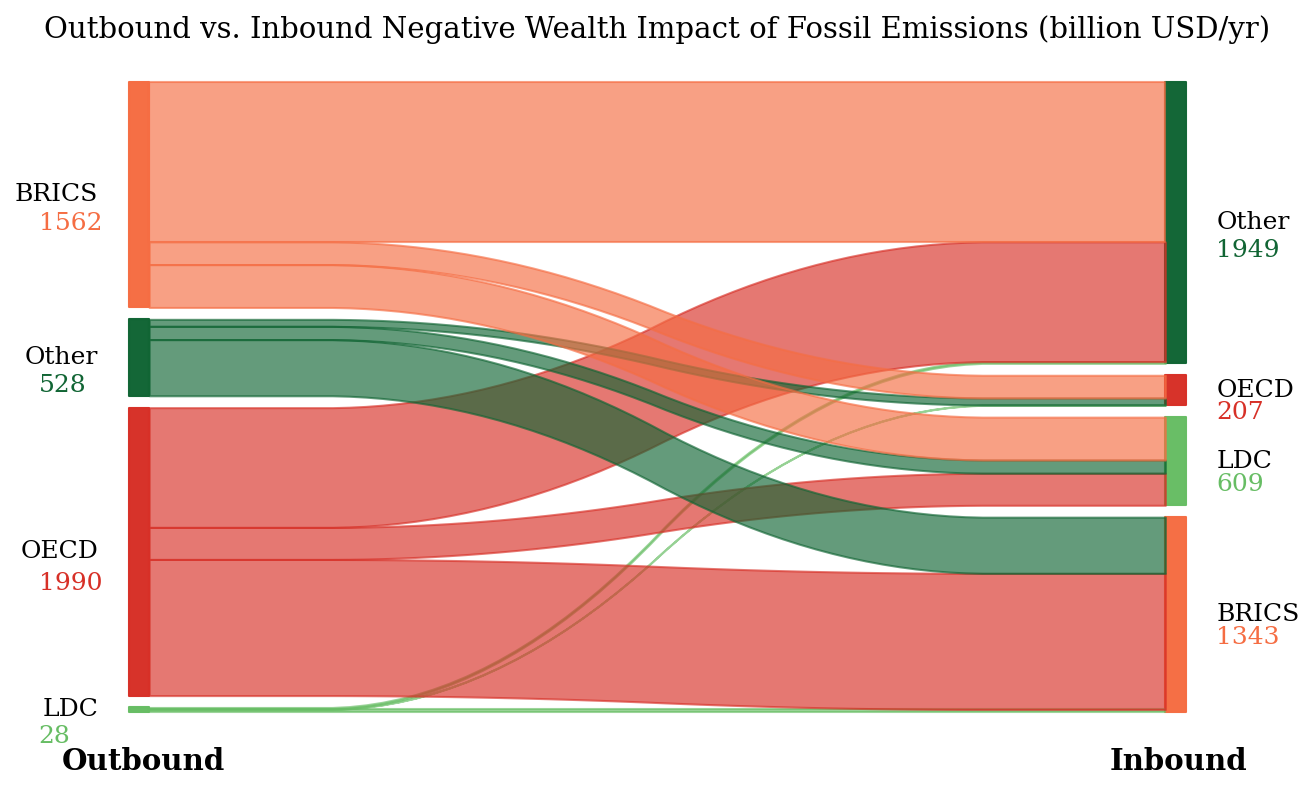 Outbound vs. Inbound Negative Wealth Impact of Fossil Emissions (billion USD/yr)
BRICS
1562
Other
528
OECD
1990
LDC
28
Outbound
Other
1949
OECD
207
LDC
609
BRICS
1343
Inbound